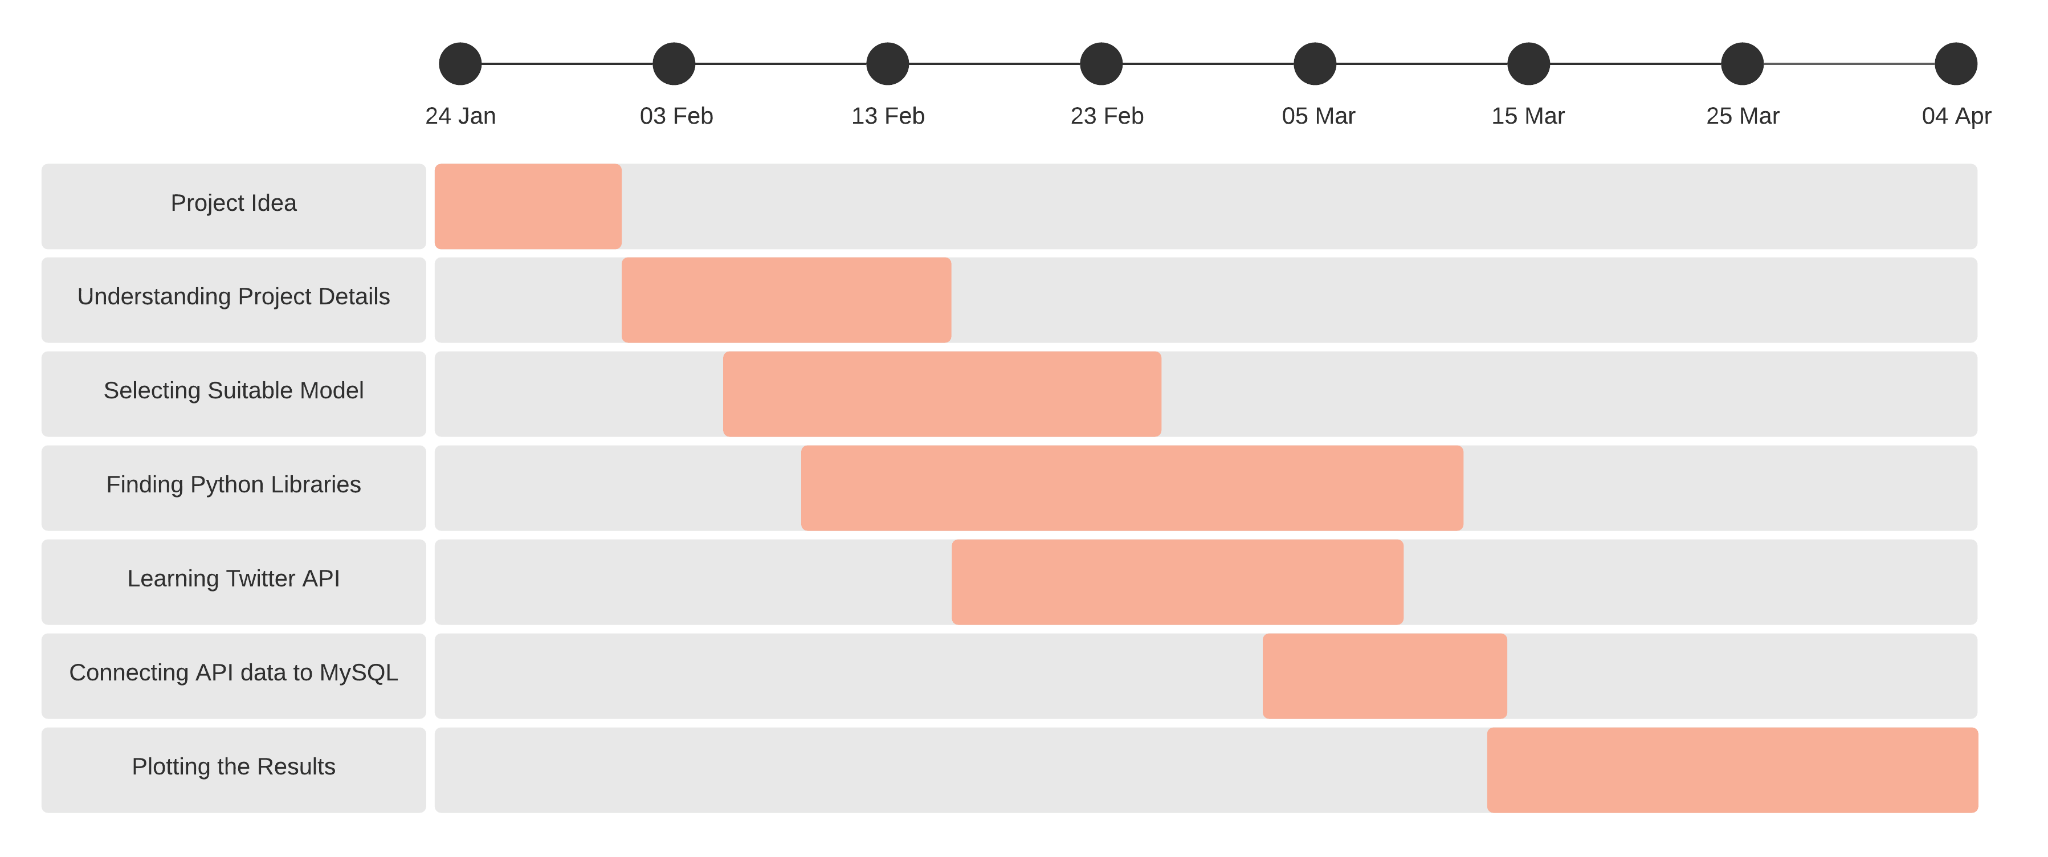 24 Jan
03 Feb
13 Feb
23 Feb
05 Mar
15 Mar
25 Mar
04 Apr
Project Idea
Understanding Project Details
Selecting Suitable Model
Finding Python Libraries
Learning Twitter API
Connecting API data to MySQL
Plotting the Results